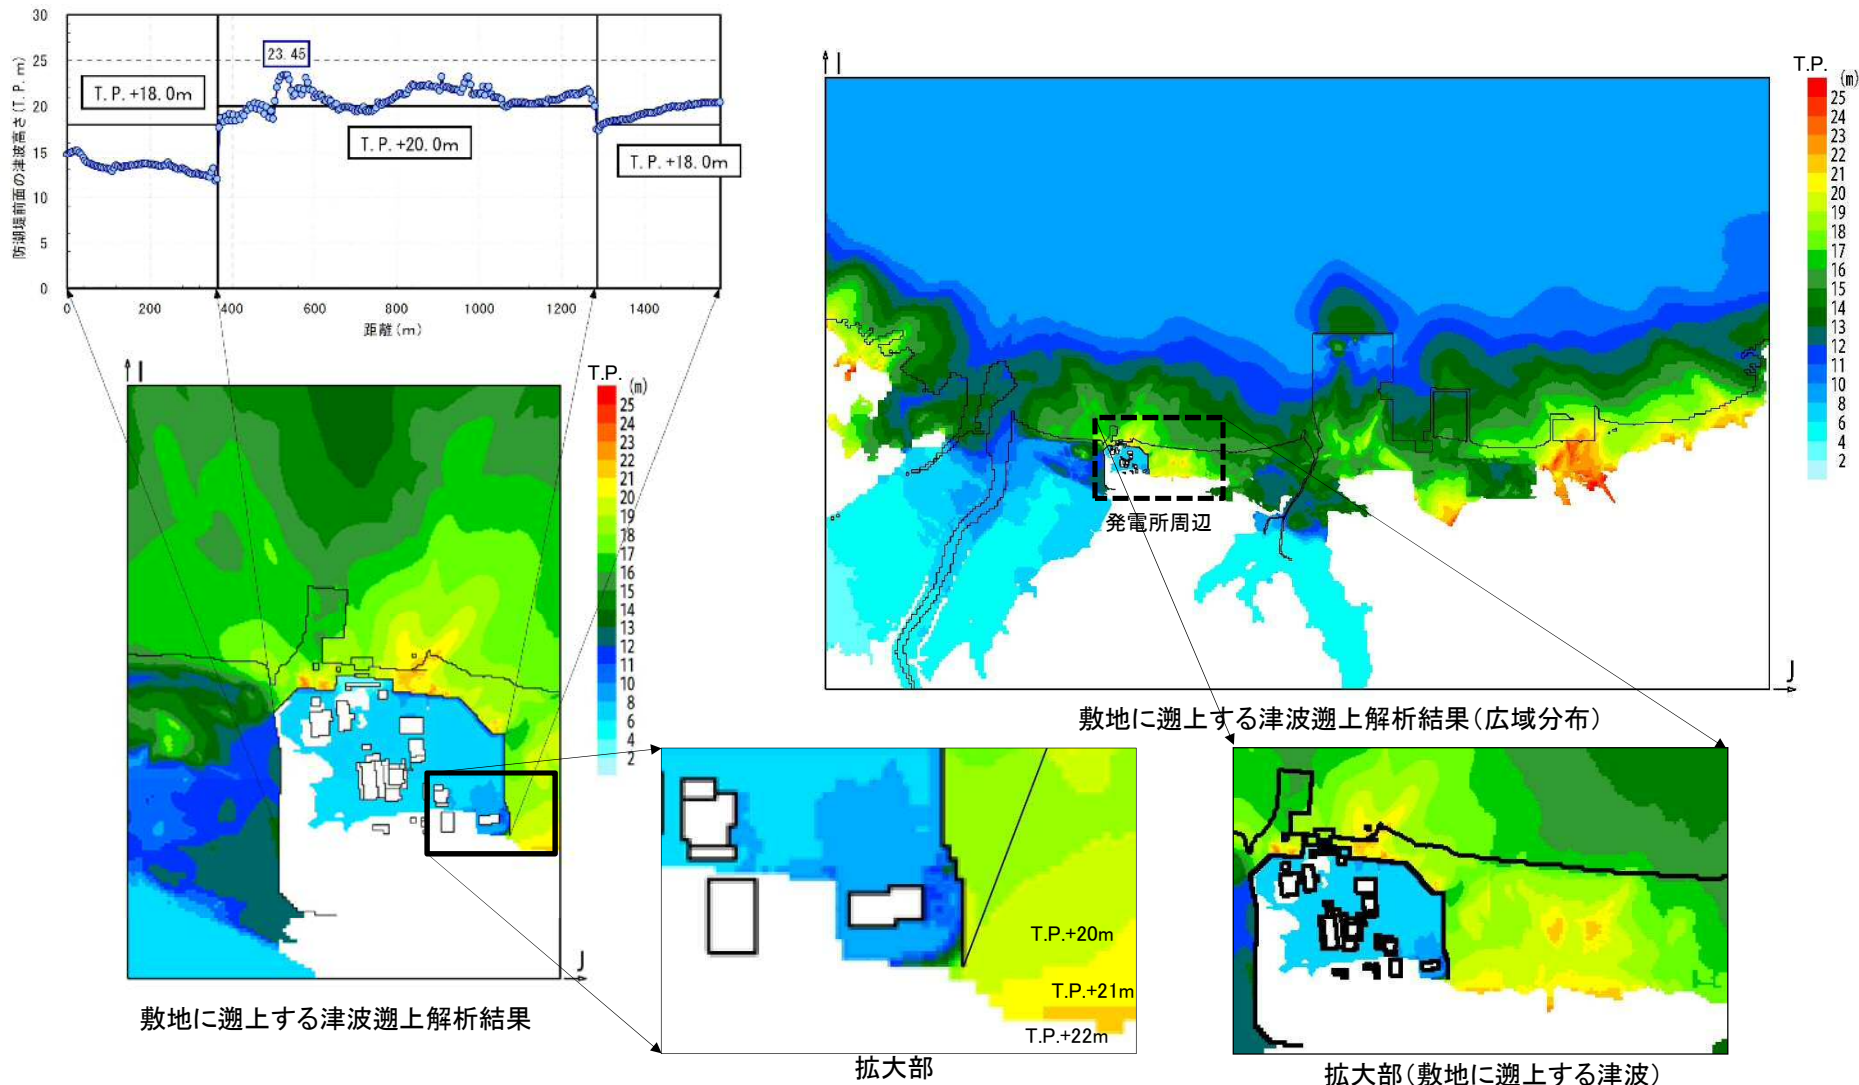 30
25
20
15
10
5
0
防潮堤前面の津波高さ(T.P. m)
23.45
T.P.+18.0m
T.P.+20.0m
T.P.+18.0m
0
200
400
600
800
1000
1200
1400
距離(m)
I
T.P.
(m)
25
24
23
22
21
20
19
18
17
16
15
14
13
12
11
10
8
6
4
2
J
敷地に遡上する津波遡上解析結果
I
T.P.
(m)
25
24
23
22
21
20
19
18
17
16
15
14
13
12
11
10
8
6
4
2
発電所周辺
J
敷地に遡上する津波遡上解析結果(広域分布)
T.P.+20m
T.P.+21m
T.P.+22m
拡大部
拡大部(敷地に遡上する津波)